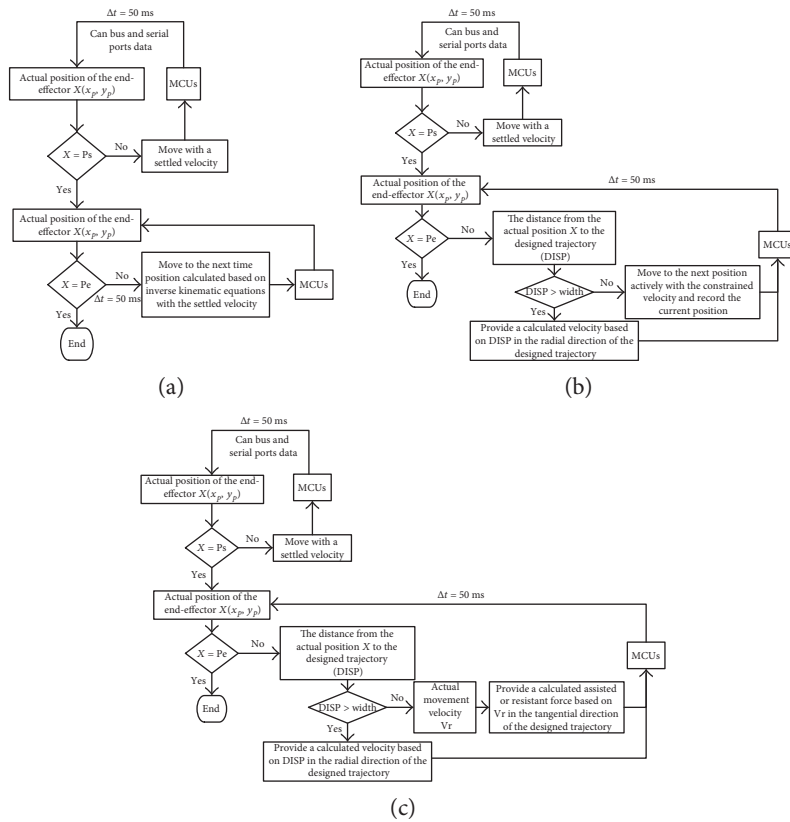 Δt = 50 ms
Can bus and serial
ports data
Actual position of the end-
effector X(xp, yp)
MCUs
X = Ps
No
Move with a
settled velocity
Yes
Actual position of the end-
effector X(xp, yp)
X = Pe
No
Δt = 50 ms
Move to the next time
position calculated based on
inverse kinematic equations
with the settled velocity
MCUs
Yes
End
(a)
Δt = 50 ms
Can bus and
serial ports data
Actual position of the
end-effector X(xp, yp)
MCUs
X = Ps
No
Move with a
settled velocity
Yes
Actual position of the
end-effector X(xp, yp)
Δt = 50 ms
X = Pe
No
The distance from the
actual position X to the
designed trajectory
(DISP)
MCUs
Yes
End
DISP > width
No
Move to the next position
actively with the constrained
velocity and record the
current position
Yes
Provide a calculated velocity based
on DISP in the radial direction of the
designed trajectory
(b)
Δt = 50 ms
Can bus and
serial ports data
Actual position of the
end-effector X(xp, yp)
MCUs
X = Ps
No
Move with a
settled velocity
Yes
Actual position of the
end-effector X(xp, yp)
Δt = 50 ms
X = Pe
No
The distance from the
actual position X to the
designed trajectory
(DISP)
MCUs
Yes
End
DISP > width
No
Actual
movement
velocity
Vr
Provide a calculated assisted
or resistant force based on
Vr in the tangential direction
of the designed trajectory
Yes
Provide a calculated velocity based
on DISP in the radial direction of the
designed trajectory
(c)